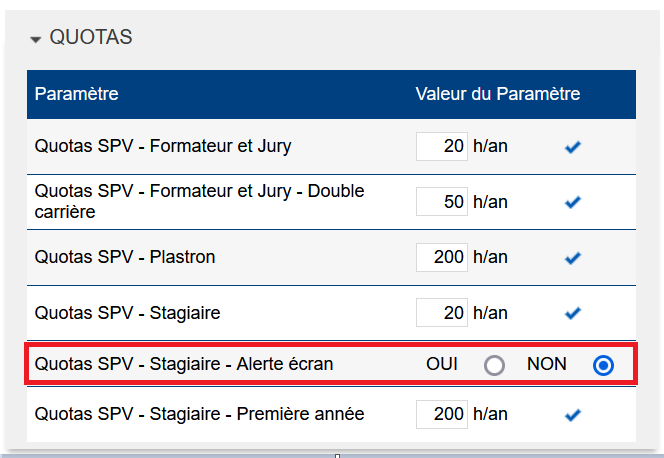 QUOTAS
Paramètre Valeur du Paramètre
Quotas SPV - Formateur et Jury 20 h/an
Quotas SPV - Formateur et Jury - Double
carrière 50 h/an
Quotas SPV - Plastron 200 h/an
Quotas SPV - Stagiaire 20 h/an
Quotas SPV - Stagiaire - Alerte écran OUI NON
Quotas SPV - Stagiaire - Première année 200 h/an